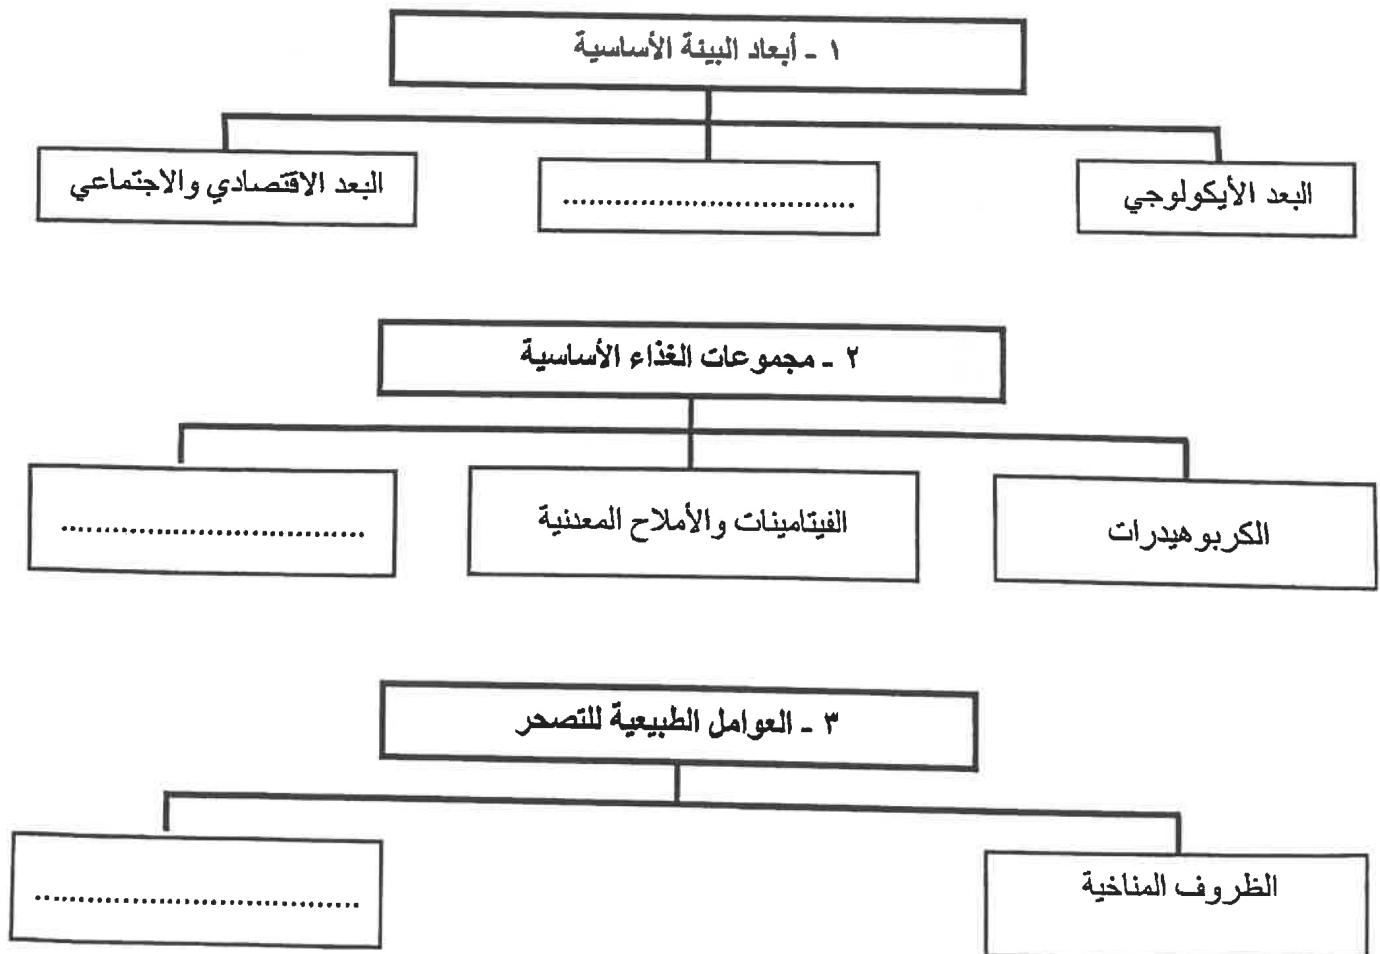 ١ - أبعاد البيئة الأساسية
البعد الأيكولوجي
..................................
البعد الاقتصادي والاجتماعي
٢ - مجموعات الغذاء الأساسية
الكربوهيدرات
الفيتامينات والأملاح المعدنية
...................................
٣ - العوامل الطبيعية للتصحر
الظروف المناخية
.....................................